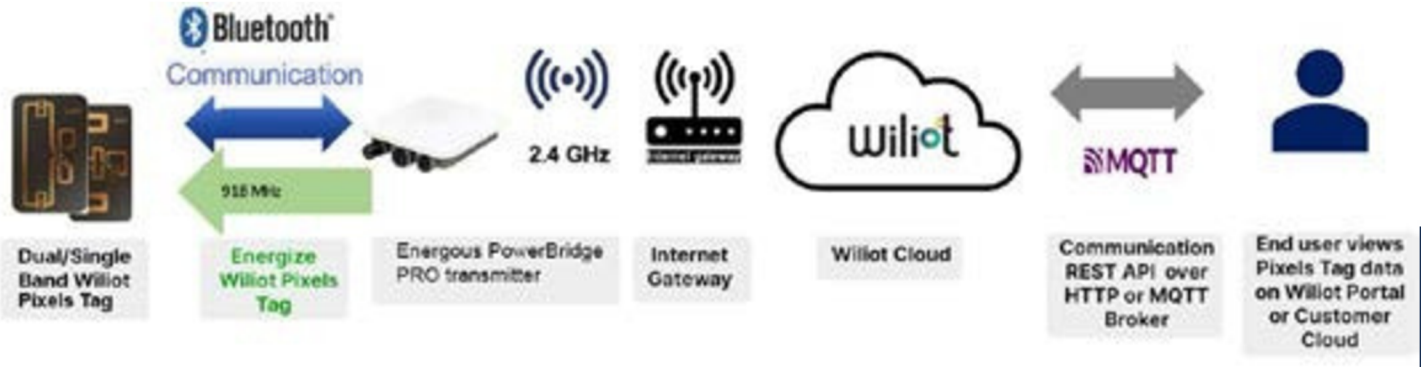 Bluetooth®
Communication
918 MHz
2.4 GHz
Internet gateway
wiliot
MQTT
Dual/Single
Band Wiliot
Pixels Tag
Energize
Wiliot Pixels
Tag
Energous PowerBridge
PRO transmitter
Internet
Gateway
Wiliot Cloud
Communication
REST API over
HTTP or MQTT
Broker
End user views
Pixels Tag data
on Wiliot Portal
or Customer
Cloud